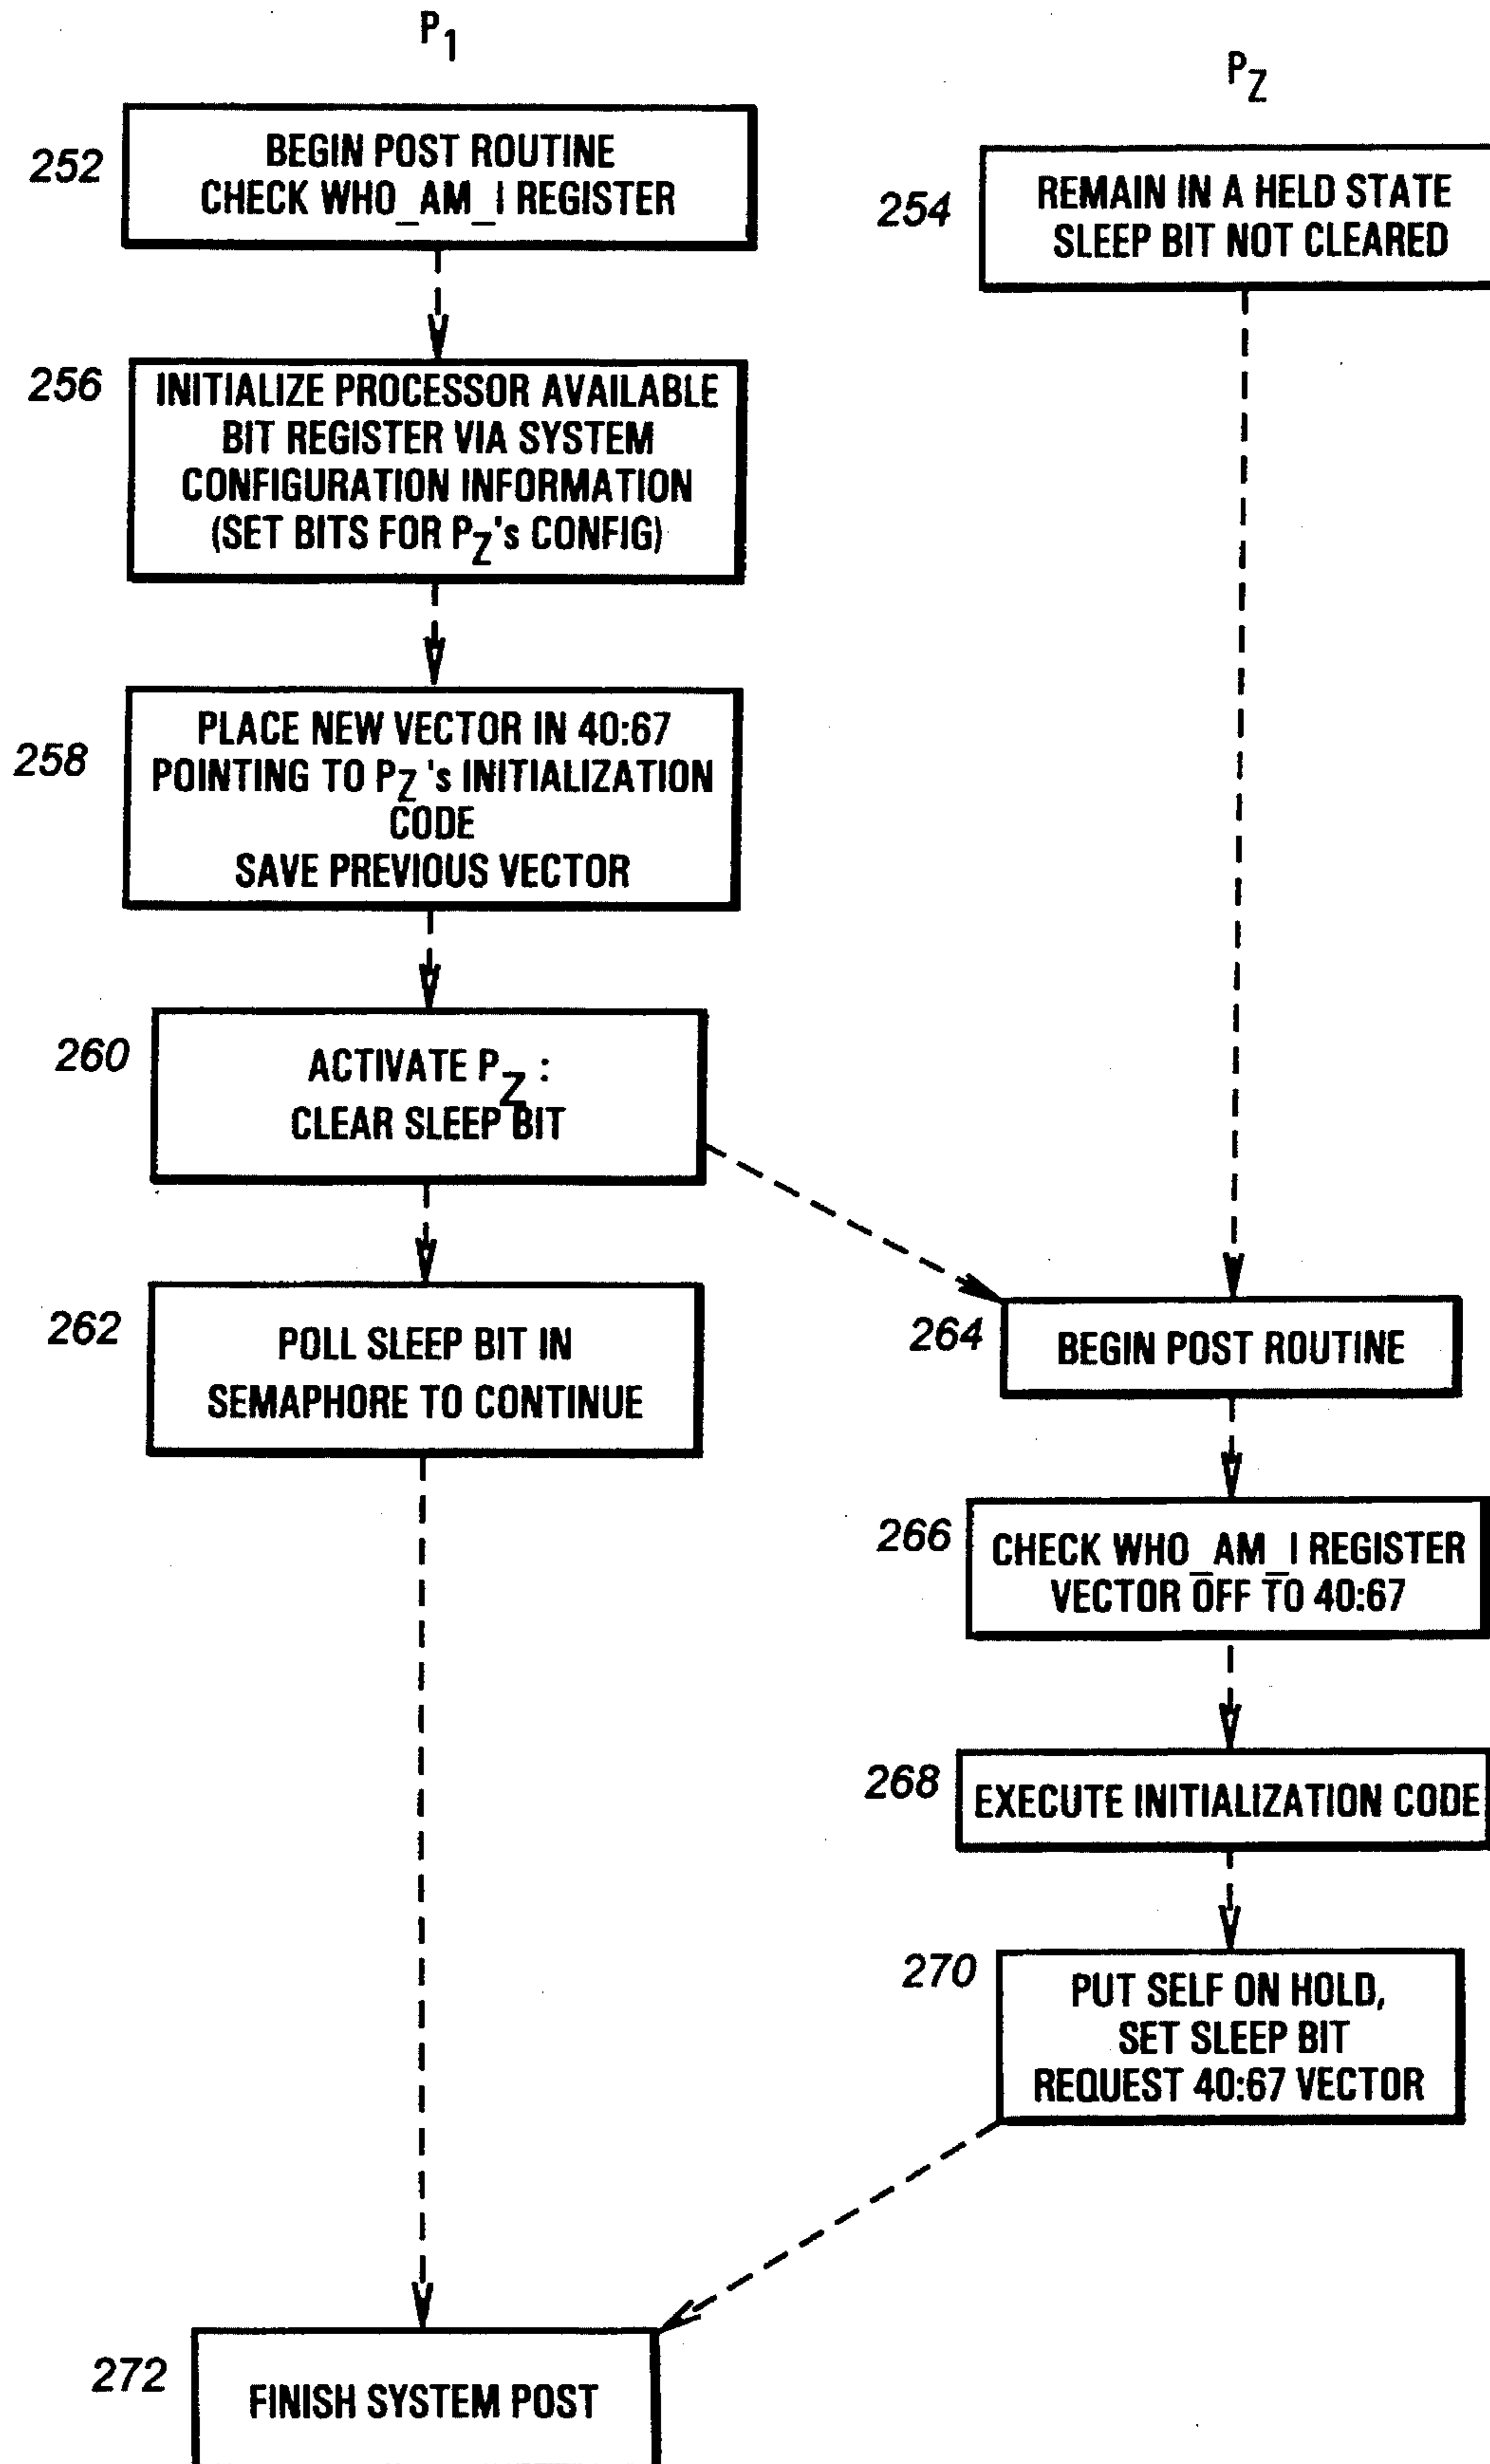 P1
PZ
252
BEGIN POST ROUTINE
CHECK WHO_AM_I REGISTER
254
REMAIN IN A HELD STATE
SLEEP BIT NOT CLEARED
256
INITIALIZE PROCESSOR AVAILABLE
BIT REGISTER VIA SYSTEM
CONFIGURATION INFORMATION
(SET BITS FOR PZ's CONFIG)
258
PLACE NEW VECTOR IN 40:67
POINTING TO PZ's INITIALIZATION
CODE
SAVE PREVIOUS VECTOR
260
ACTIVATE PZ :
CLEAR SLEEP BIT
262
POLL SLEEP BIT IN
SEMAPHORE TO CONTINUE
264
BEGIN POST ROUTINE
266
CHECK WHO_AM_I REGISTER
VECTOR OFF TO 40:67
268
EXECUTE INITIALIZATION CODE
270
PUT SELF ON HOLD,
SET SLEEP BIT
REQUEST 40:67 VECTOR
272
FINISH SYSTEM POST